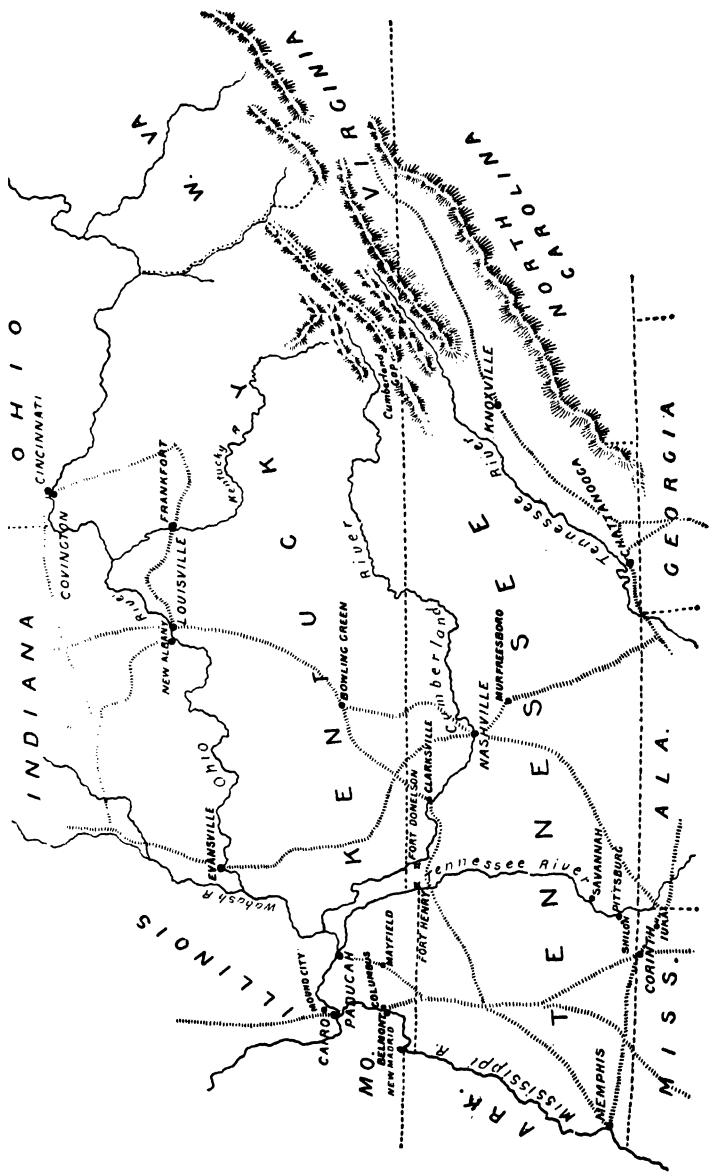 OHIO
W. VA
VIRGINIA
NORTH
CAROLINA
INDIANA
CINCINNATI
COVINGTON
FRANKFORT
LOUISVILLE
NEW ALBANY
River
Kentucky R
Ohio
EVANSVILLE
Wabash R
ILLINOIS
MOUND CITY
CAIRO
PADUCAH
MO.
COLUMBUS
BELMONT
NEW MADRID
MAYFIELD
KENTUCKY
BOWLING GREEN
Cumberland
River
Cumberland
Gap
FORT DONELSON
FORT HENRY
CLARKSVILLE
NASHVILLE
MURFREESBORO
Tennessee River
KNOXVILLE
Tennessee
River
CHATTANOOGA
TENNESSEE
SAVANNAH
PITTSBURG
SHILOH
CORINTH
IUKA
MEMPHIS
Mississippi R.
ARK.
MISS.
ALA.
GEORGIA